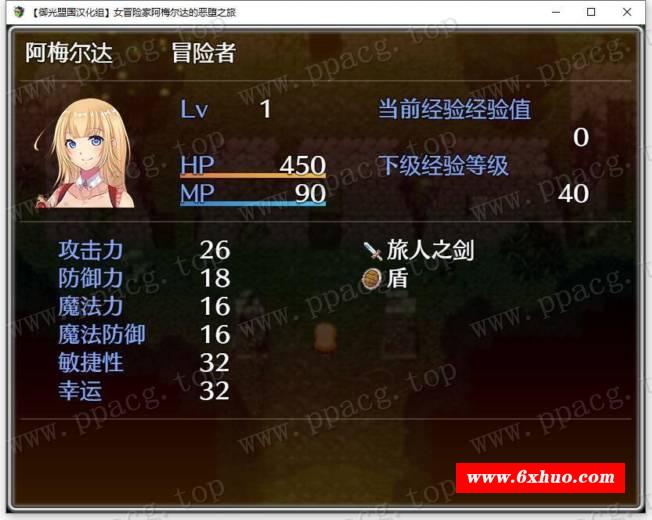 【御光盟国汉化组】女冒险家阿梅尔达的恶堕之旅
阿梅尔达 冒险者
Lv 1 当前经验经验值
0
HP 450 下级经验等级
MP 90 40
攻击力 26 旅人之剑
防御力 18 盾
魔法力 16
魔法防御 16
敏捷性 32
幸运 32
www.6xhuo.com
www.ppacg.top